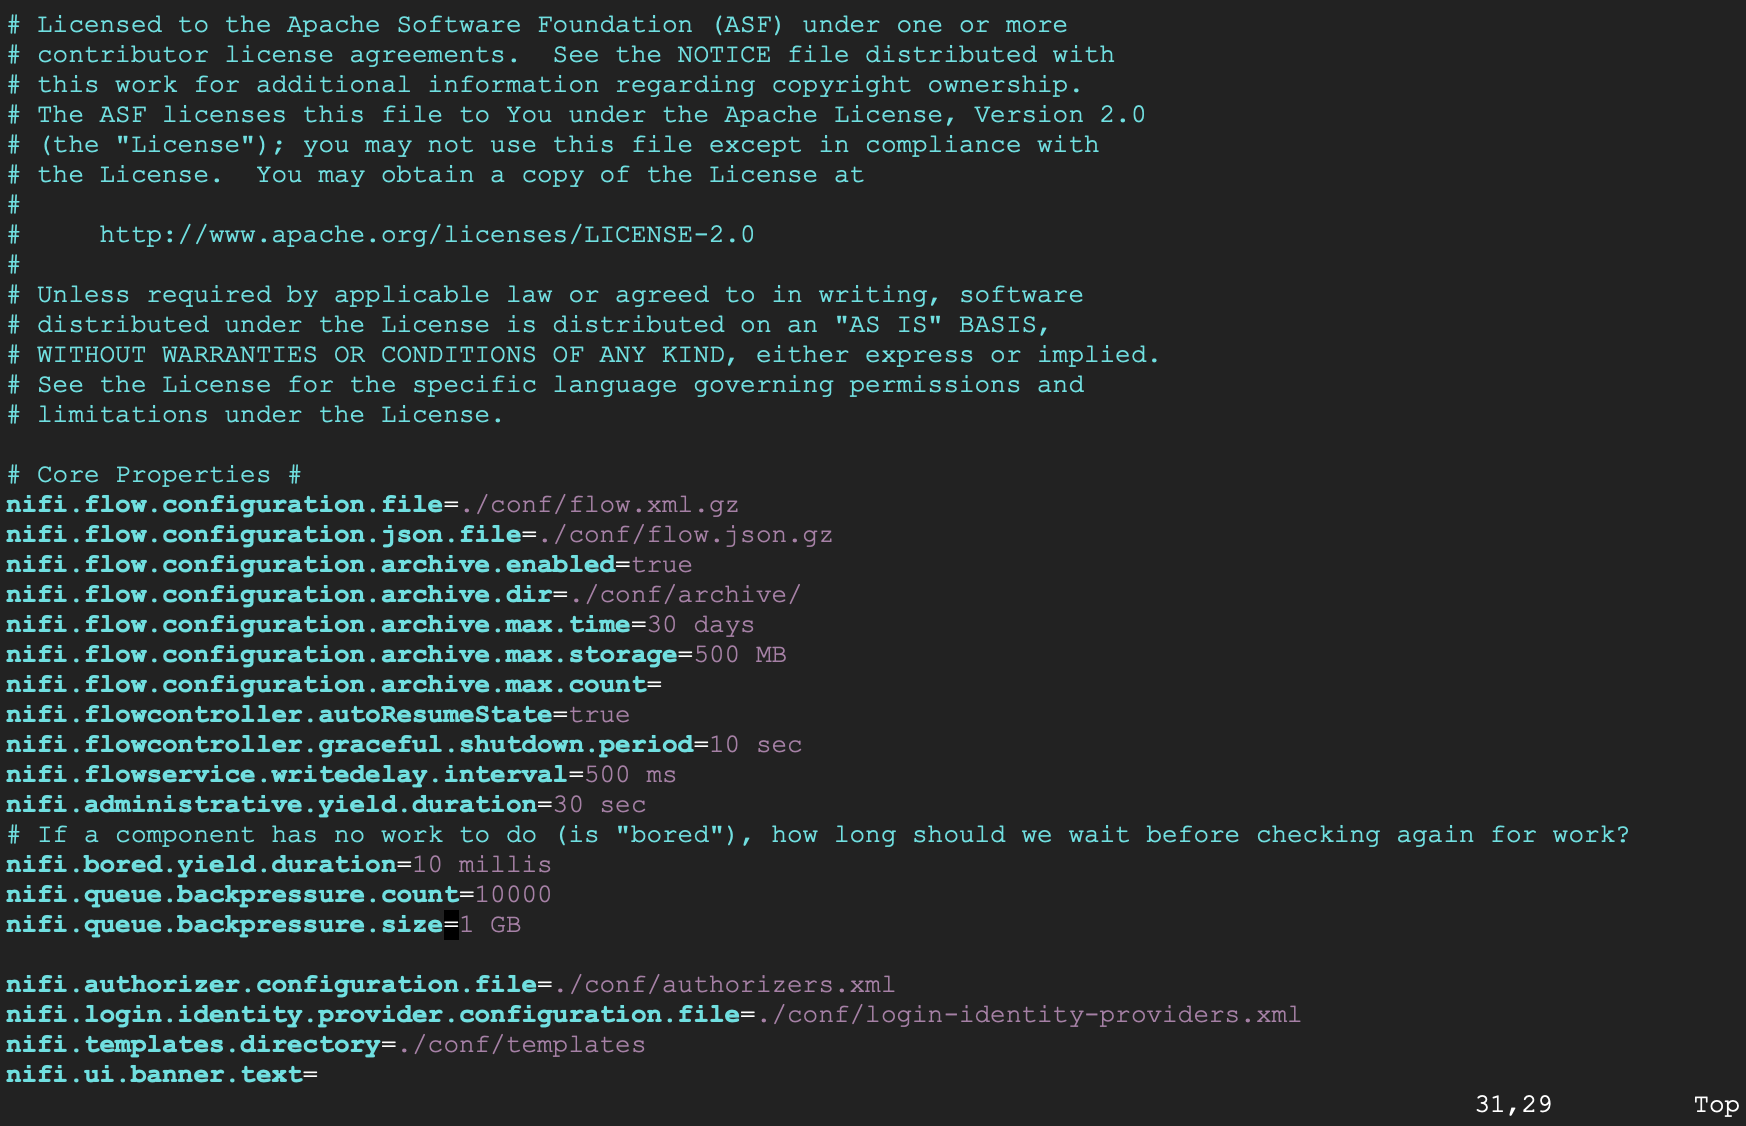 # Licensed to the Apache Software Foundation (ASF) under one or more
# contributor license agreements.  See the NOTICE file distributed with
# this work for additional information regarding copyright ownership.
# The ASF licenses this file to You under the Apache License, Version 2.0
# (the "License"); you may not use this file except in compliance with
# the License.  You may obtain a copy of the License at
#
#     http://www.apache.org/licenses/LICENSE-2.0
#
# Unless required by applicable law or agreed to in writing, software
# distributed under the License is distributed on an "AS IS" BASIS,
# WITHOUT WARRANTIES OR CONDITIONS OF ANY KIND, either express or implied.
# See the License for the specific language governing permissions and
# limitations under the License.

# Core Properties #
nifi.flow.configuration.file=./conf/flow.xml.gz
nifi.flow.configuration.json.file=./conf/flow.json.gz
nifi.flow.configuration.archive.enabled=true
nifi.flow.configuration.archive.dir=./conf/archive/
nifi.flow.configuration.archive.max.time=30 days
nifi.flow.configuration.archive.max.storage=500 MB
nifi.flow.configuration.archive.max.count=
nifi.flowcontroller.autoResumeState=true
nifi.flowcontroller.graceful.shutdown.period=10 sec
nifi.flowservice.writedelay.interval=500 ms
nifi.administrative.yield.duration=30 sec
# If a component has no work to do (is "bored"), how long should we wait before checking again for work?
nifi.bored.yield.duration=10 millis
nifi.queue.backpressure.count=10000
nifi.queue.backpressure.size=1 GB

nifi.authorizer.configuration.file=./conf/authorizers.xml
nifi.login.identity.provider.configuration.file=./conf/login-identity-providers.xml
nifi.templates.directory=./conf/templates
nifi.ui.banner.text=
31,29 Top